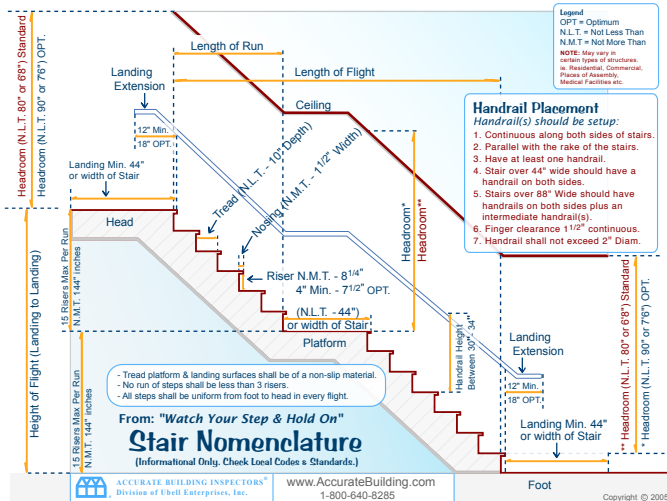 Legend
OPT = Optimum
N.L.T. = Not Less Than
N.M.T = Not More Than
NOTE: May vary in
certain types of structures.
ie. Residential, Commercial,
Places of Assembly,
Medical Facilities etc.
Headroom (N.L.T. 80" or 6'8") Standard
Headroom (N.L.T. 90" or 7'6") OPT.
Length of Run
Length of Flight
Landing
Extension
12" Min.
18" OPT.
Ceiling
Landing Min. 44"
or width of Stair
Head
Tread (N.L.T. - 10" Depth)
Nosing (N.M.T. - 1 1/2" Width)
Headroom*
Headroom**
Handrail Placement
Handrail(s) should be setup:
1. Continuous along both sides of stairs.
2. Parallel with the rake of the stairs.
3. Have at least one handrail.
4. Stair over 44" wide should have a
handrail on both sides.
5. Stairs over 88" Wide should have
handrails on both sides plus an
intermediate handrail(s).
6. Finger clearance 1 1/2" continuous.
7. Handrail shall not exceed 2" Diam.
Height of Flight (Landing to Landing)
15 Risers Max Per Run
N.M.T. 144" inches
Riser N.M.T. - 8 1/4"
4" Min. - 7 1/2" OPT.
(N.L.T. - 44")
or width of Stair
Platform
15 Risers Max Per Run
N.M.T. 144" inches
Handrail Height
Between 30" - 34"
Landing
Extension
12" Min.
18" OPT.
** Headroom (N.L.T. 80" or 6'8") Standard
* Headroom (N.L.T. 90" or 7'6") OPT.
Landing Min. 44"
or width of Stair
Foot
- Tread platform & landing surfaces shall be of a non-slip material.
- No run of steps shall be less than 3 risers.
- All steps shall be uniform from foot to head in every flight.
From: "Watch Your Step & Hold On"
Stair Nomenclature
(Informational Only. Check Local Codes & Standards.)
ACCURATE BUILDING INSPECTORS®
Division of Ubell Enterprises, Inc.
www.AccurateBuilding.com
1-800-640-8285
Copyright © 2005